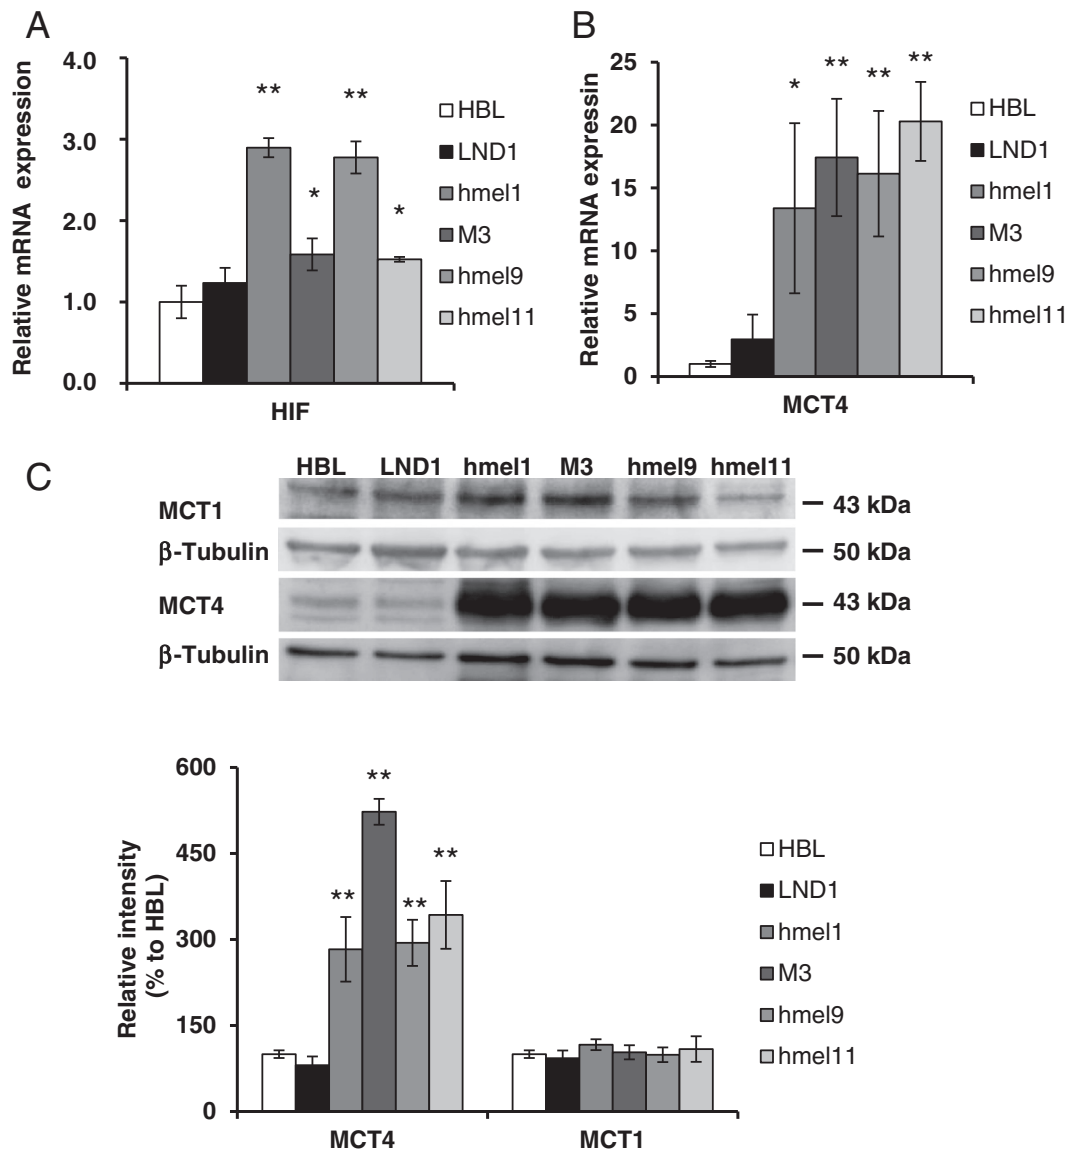 A
Relative mRNA expression
4.0
3.0
2.0
1.0
0.0
**
*
**
*
HIF
HBL
LND1
hmel1
M3
hmel9
hmel11
B
Relative mRNA expressin
25
20
15
10
5
0
*
**
**
**
MCT4
HBL
LND1
hmel1
M3
hmel9
hmel11
C
HBL LND1 hmel1 M3 hmel9 hmel11
MCT1 43 kDa
β-Tubulin 50 kDa
MCT4 43 kDa
β-Tubulin 50 kDa
Relative intensity
(% to HBL)
600
450
300
150
0
**
**
**
**
MCT4 MCT1
HBL
LND1
hmel1
M3
hmel9
hmel11